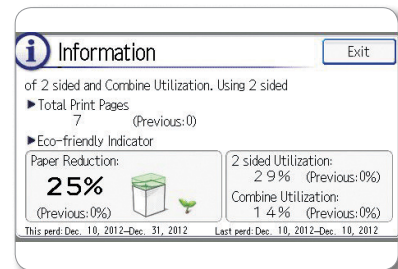 i Information
Exit
of 2 sided and Combine Utilization. Using 2 sided
►Total Print Pages
7 (Previous:0)
►Eco-friendly Indicator
Paper Reduction:
25%
(Previous:0%)
2 sided Utilization:
29% (Previous:0%)
Combine Utilization:
14% (Previous:0%)
This perd:Dec. 10, 2012–Dec. 31, 2012 Last perd:Dec. 10, 2012–Dec. 10, 2012